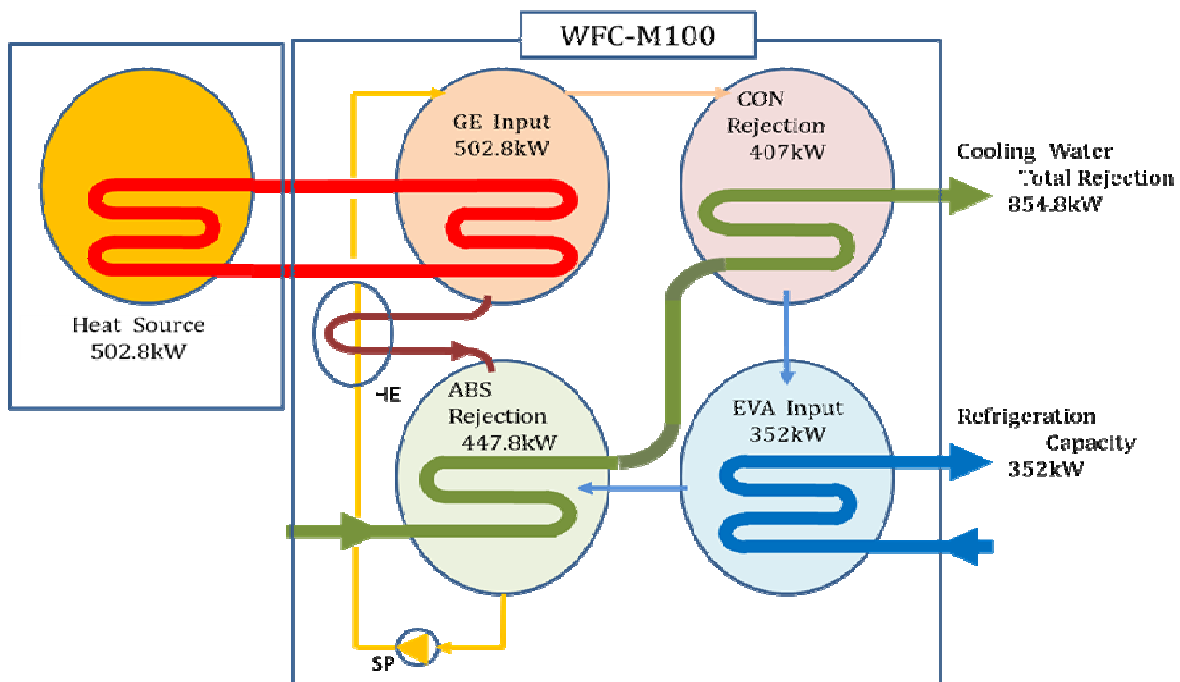 WFC-M100
Heat Source
502.8kW
GE Input
502.8kW
CON
Rejection
407kW
Cooling Water
Total Rejection
854.8kW
HE
ABS
Rejection
447.8kW
EVA Input
352kW
Refrigeration
Capacity
352kW
SP